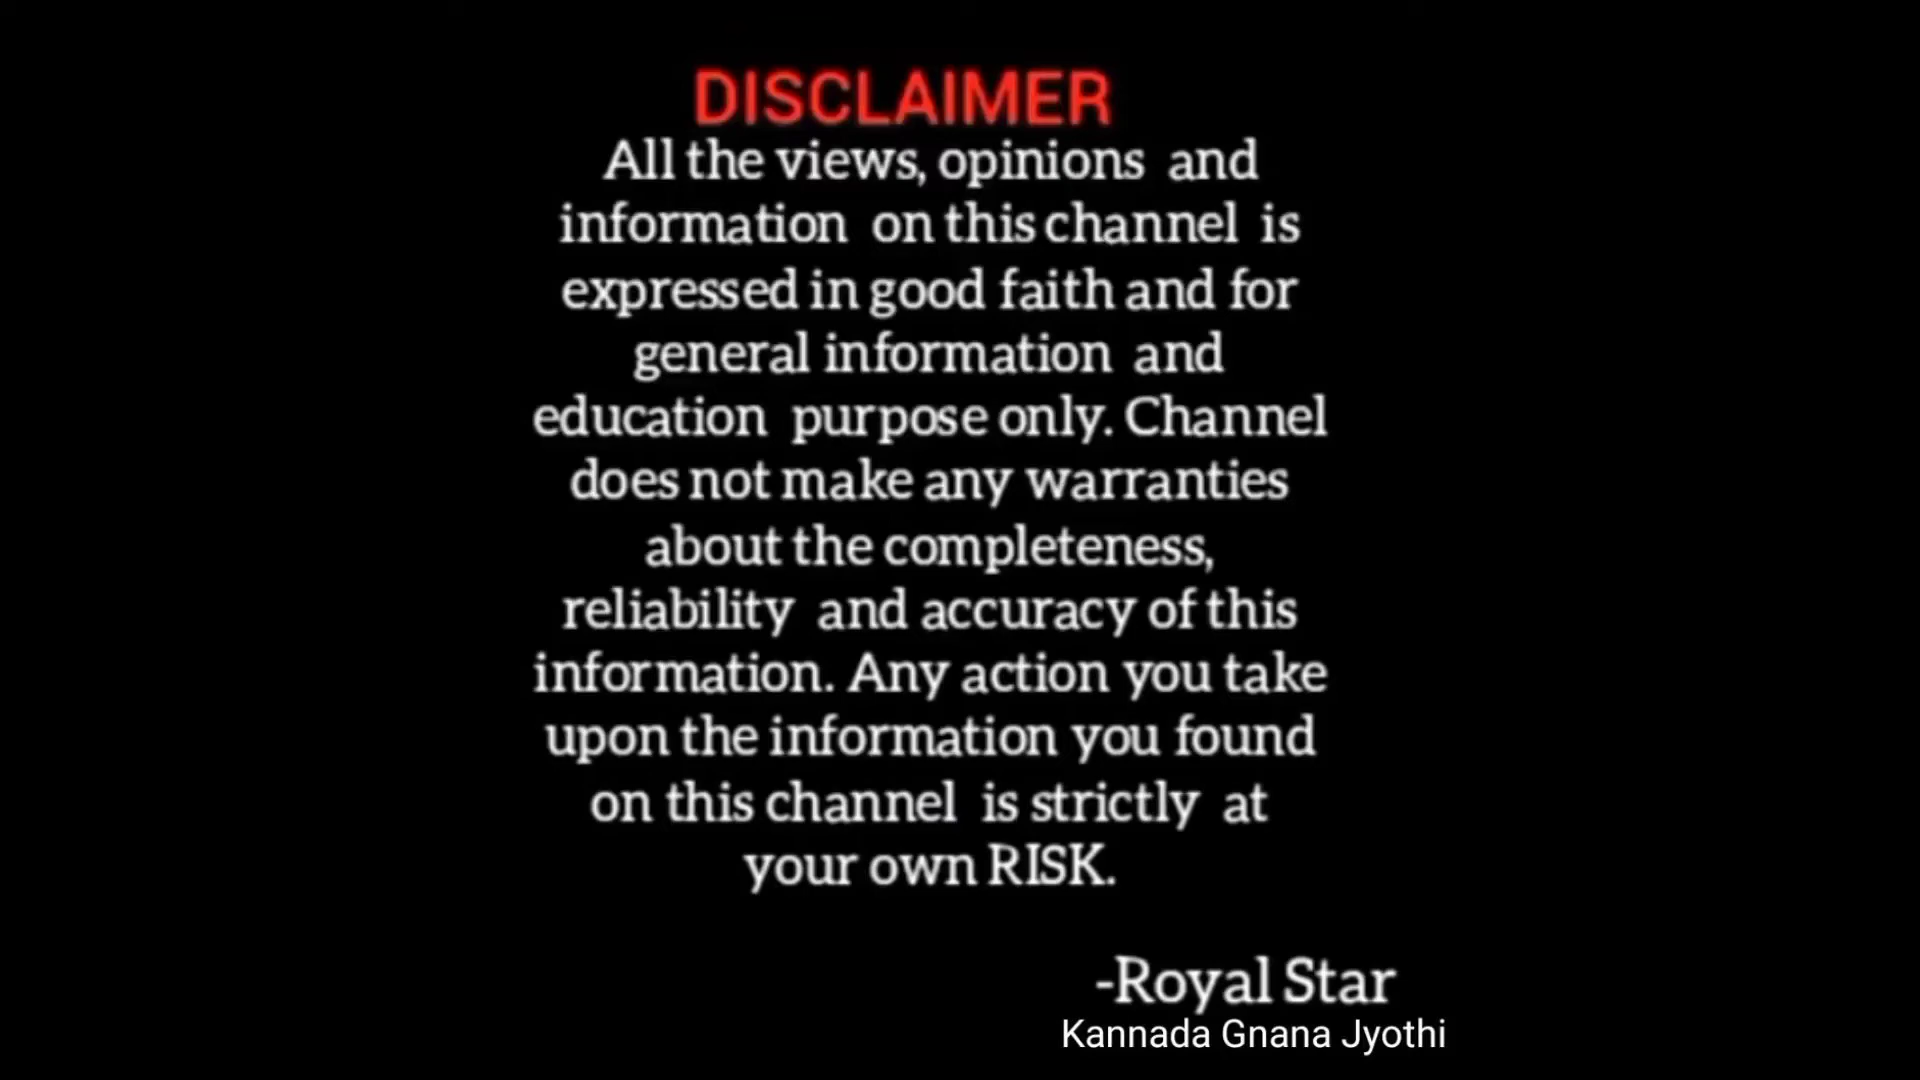 DISCLAIMER
All the views, opinions and
information on this channel is
expressed in good faith and for
general information and
education purpose only. Channel
does not make any warranties
about the completeness,
reliability and accuracy of this
information. Any action you take
upon the information you found
on this channel is strictly at
your own RISK.
-Royal Star
Kannada Gnana Jyothi